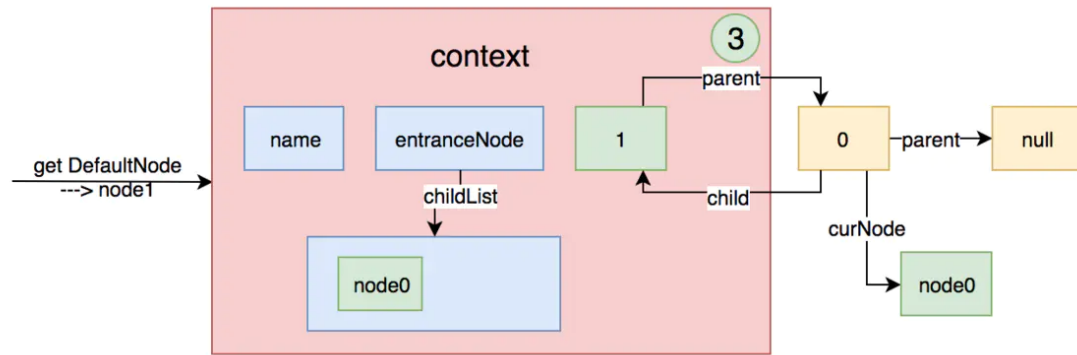 3
context
parent
name
entranceNode
1
0
parent
null
get DefaultNode
---> node1
childList
child
curNode
node0
node0